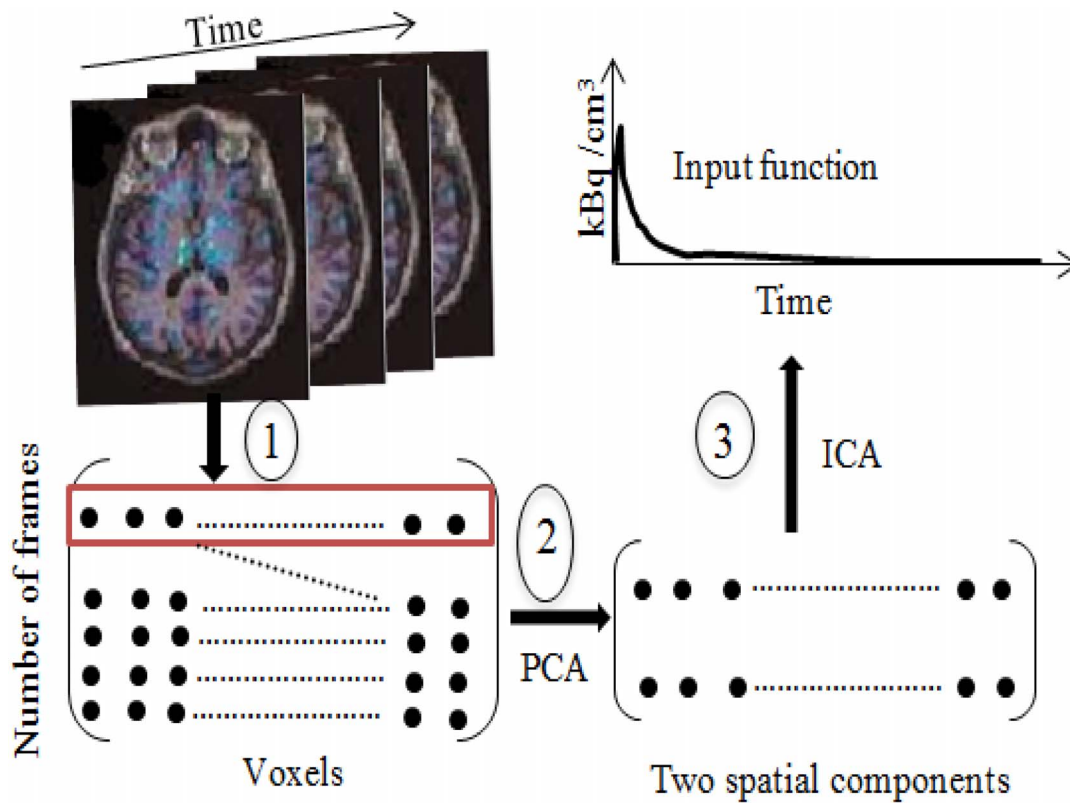 Time
kBq /cm³
Input function
Time
1
3
ICA
Number of frames
2
PCA
Voxels
Two spatial components